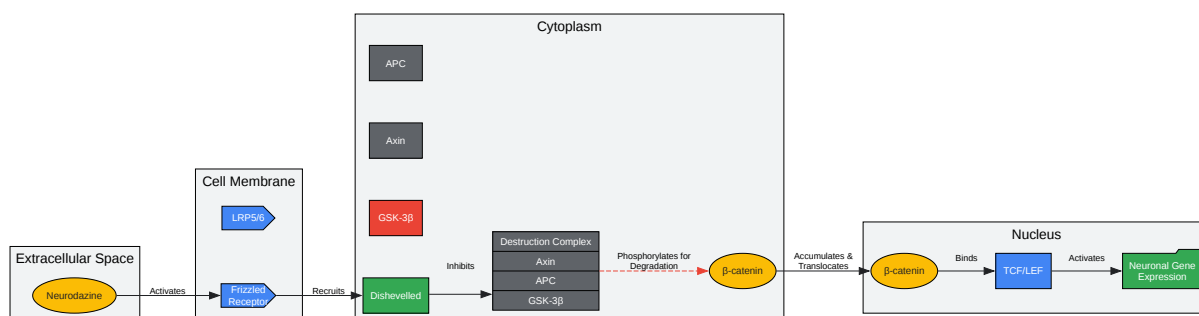 Extracellular Space
Neurodazine
Activates
Cell Membrane
LRP5/6
Frizzled
Receptor
Recruits
Cytoplasm
APC
Axin
GSK-3β
Dishevelled
Inhibits
Destruction Complex
Axin
APC
GSK-3β
Phosphorylates for
Degradation
β-catenin
Accumulates &
Translocates
Nucleus
β-catenin
Binds
TCF/LEF
Activates
Neuronal Gene
Expression